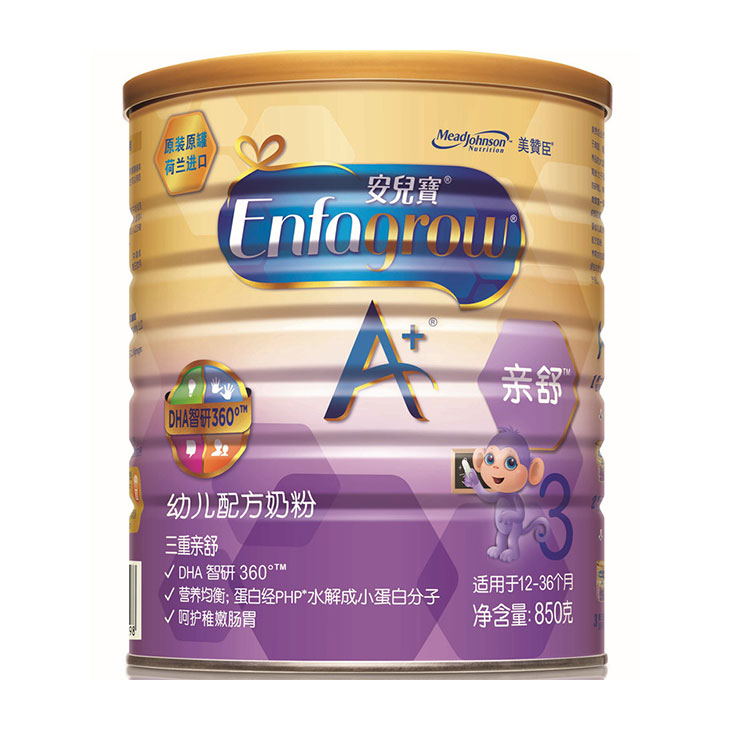 原装原罐
荷兰进口
MeadJohnson™
Nutrition
美赞臣®
安兒寶®
Enfagrow®
A+®
亲舒™
DHA智研360°™
3
幼儿配方奶粉
三重亲舒
✓ DHA 智研 360°™
✓ 营养均衡; 蛋白经PHP*水解成小蛋白分子
✓ 呵护稚嫩肠胃
适用于12-36个月
净含量: 850克